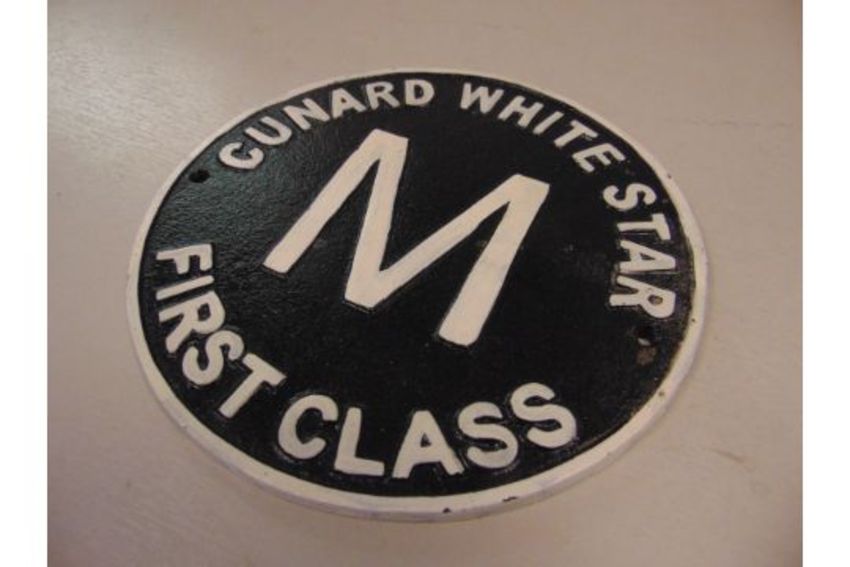 CUNARD WHITE STAR
M
FIRST CLASS